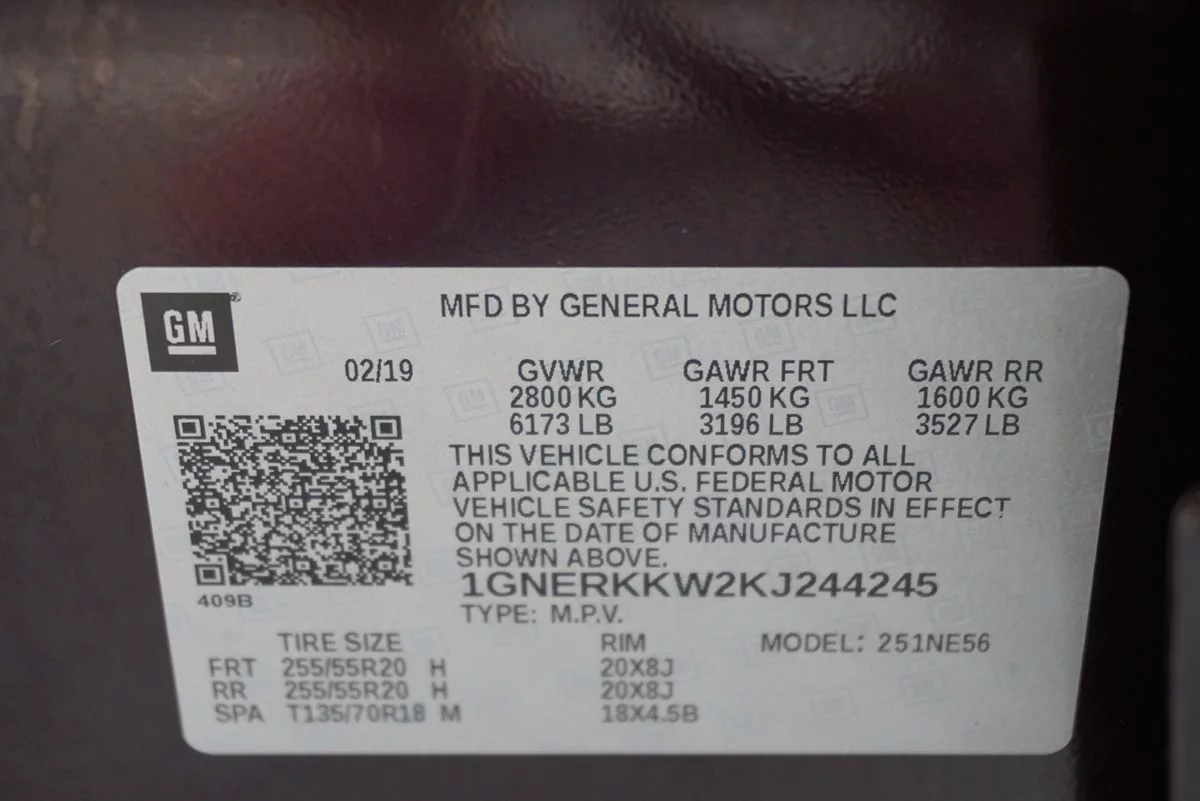 GM
MFD BY GENERAL MOTORS LLC
02/19 GVWR GAWR FRT GAWR RR
2800 KG 1450 KG 1600 KG
6173 LB 3196 LB 3527 LB
THIS VEHICLE CONFORMS TO ALL
APPLICABLE U.S. FEDERAL MOTOR
VEHICLE SAFETY STANDARDS IN EFFECT
ON THE DATE OF MANUFACTURE
SHOWN ABOVE.
1GNERKKW2KJ244245
409B
TYPE: M.P.V.
TIRE SIZE RIM MODEL: 251NE56
FRT 255/55R20 H 20X8J
RR 255/55R20 H 20X8J
SPA T135/70R18 M 18X4.5B